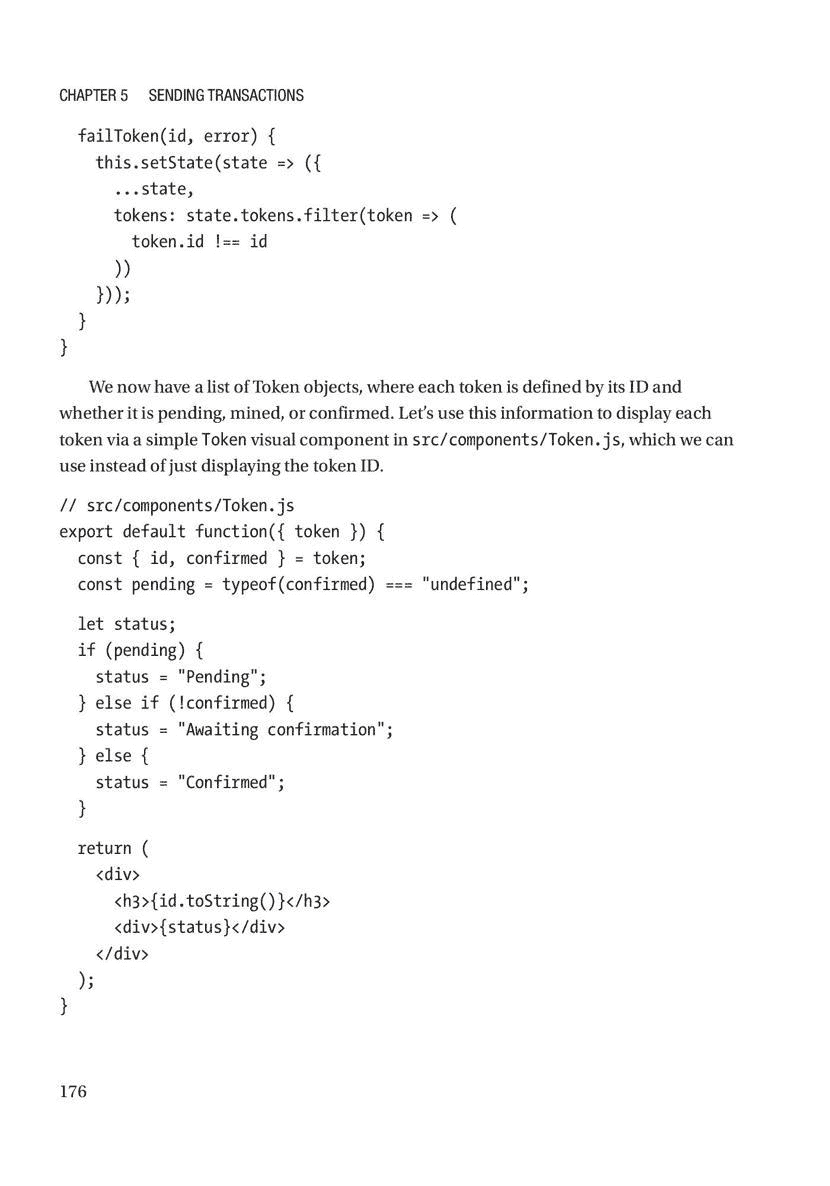 CHAPTER 5 SENDING TRANSACTIONS
  failToken(id, error) {
    this.setState(state => ({
      ...state,
      tokens: state.tokens.filter(token => (
        token.id !== id
      ))
    }));
  }
}
We now have a list of Token objects, where each token is defined by its ID and
whether it is pending, mined, or confirmed. Let’s use this information to display each
token via a simple Token visual component in src/components/Token.js, which we can
use instead of just displaying the token ID.
// src/components/Token.js
export default function({ token }) {
  const { id, confirmed } = token;
  const pending = typeof(confirmed) === "undefined";
  let status;
  if (pending) {
    status = "Pending";
  } else if (!confirmed) {
    status = "Awaiting confirmation";
  } else {
    status = "Confirmed";
  }
  return (
    <div>
      <h3>{id.toString()}</h3>
      <div>{status}</div>
    </div>
  );
}
176